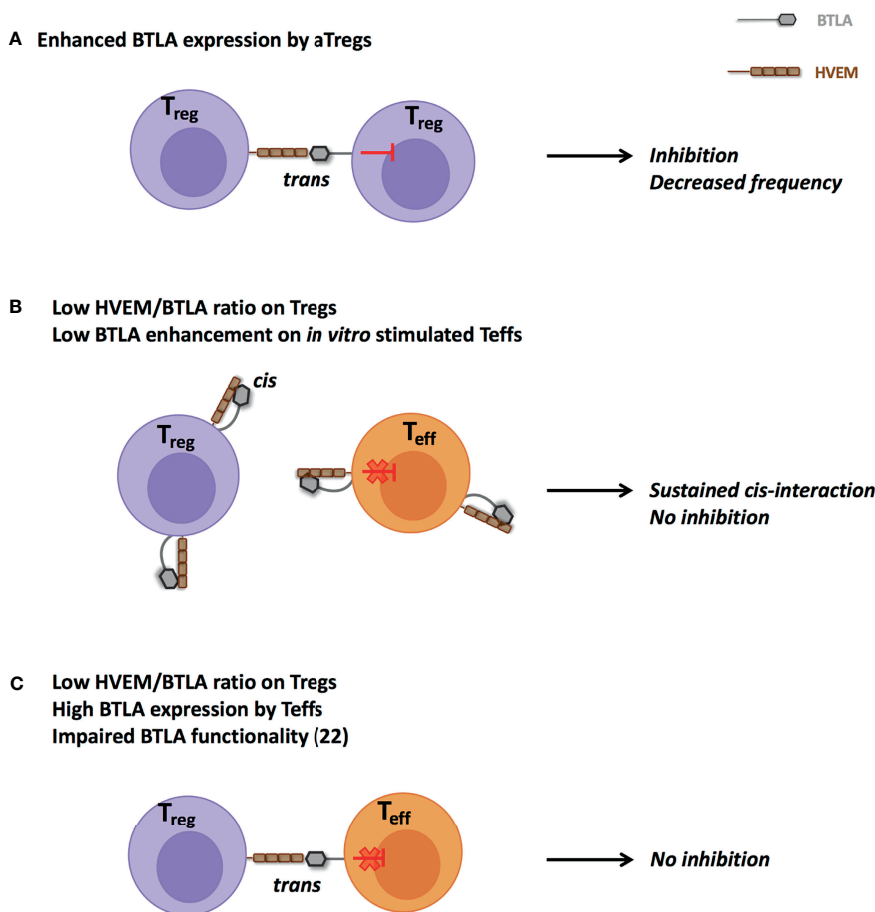 BTLA
HVEM
A Enhanced BTLA expression by aTregs
Treg
Treg
trans
Inhibition
Decreased frequency
B Low HVEM/BTLA ratio on Tregs
Low BTLA enhancement on in vitro stimulated Teffs
cis
Treg
Teff
Sustained cis-interaction
No inhibition
C Low HVEM/BTLA ratio on Tregs
High BTLA expression by Teffs
Impaired BTLA functionality (22)
Treg
Teff
trans
No inhibition